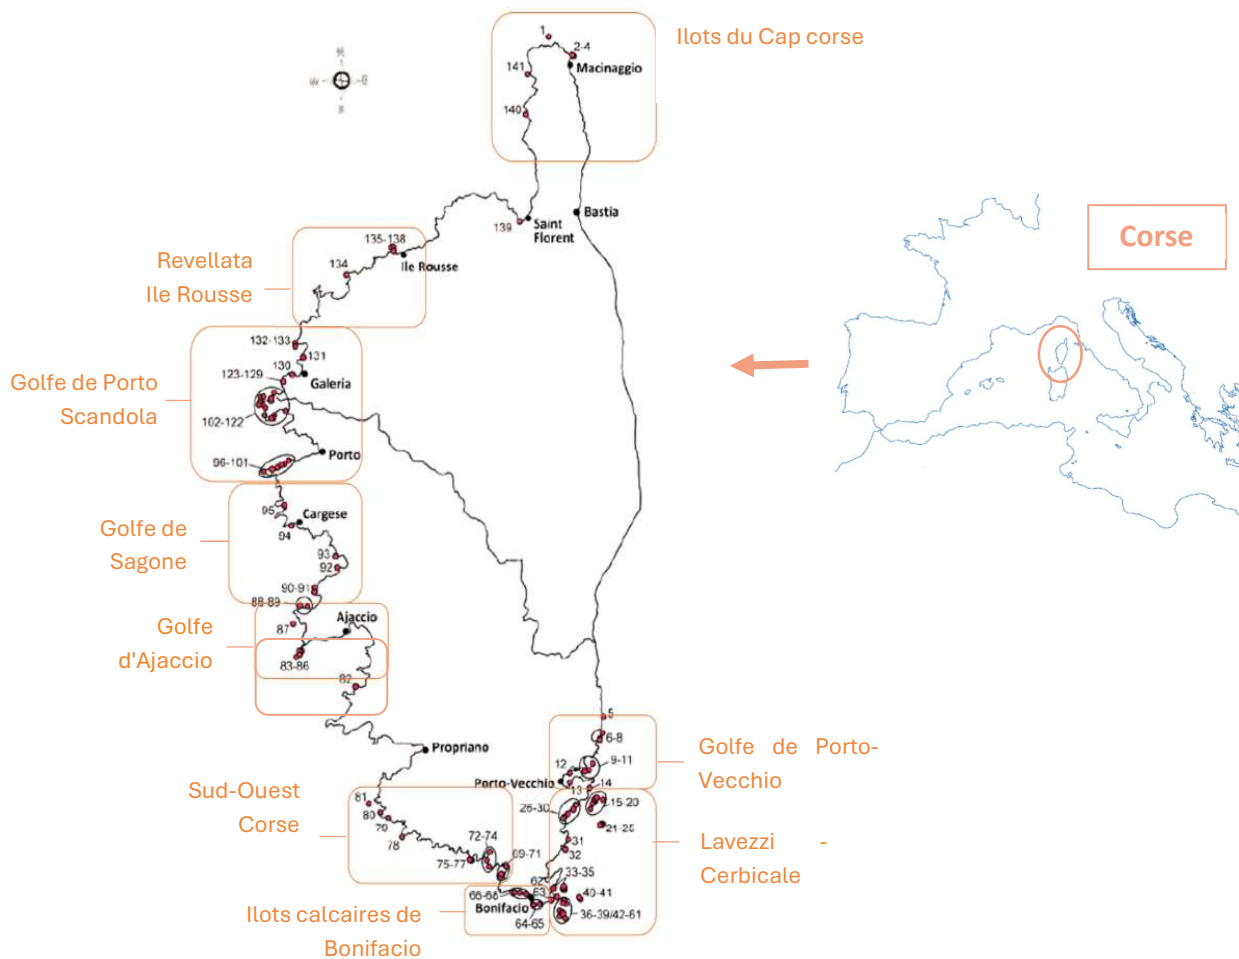 Ilots du Cap corse
1
2-4
Macinaggio
141
140
Corse
Bastia
Saint
Florent
139
135-138
Ile Rousse
134
Revellata
Ile Rousse
132-133
131
130
123-129
Galeria
Golfe de Porto
Scandola
102-122
Porto
96-101
95
Cargese
94
Golfe de
Sagone
93
92
90-91
88-89
Ajaccio
87
Golfe
d'Ajaccio
83-86
82
5
6-8
Propriano
12
9-11
Golfe de Porto-
Vecchio
Porto-Vecchio
13
14
Sud-Ouest
Corse
81
80
79
78
26-30
15-20
21-25
72-74
31
32
Lavezzi -
Cerbicale
75-77
69-71
62
33-35
66-68
63
40-41
Bonifacio
36-39/42-61
64-65
Ilots calcaires de
Bonifacio